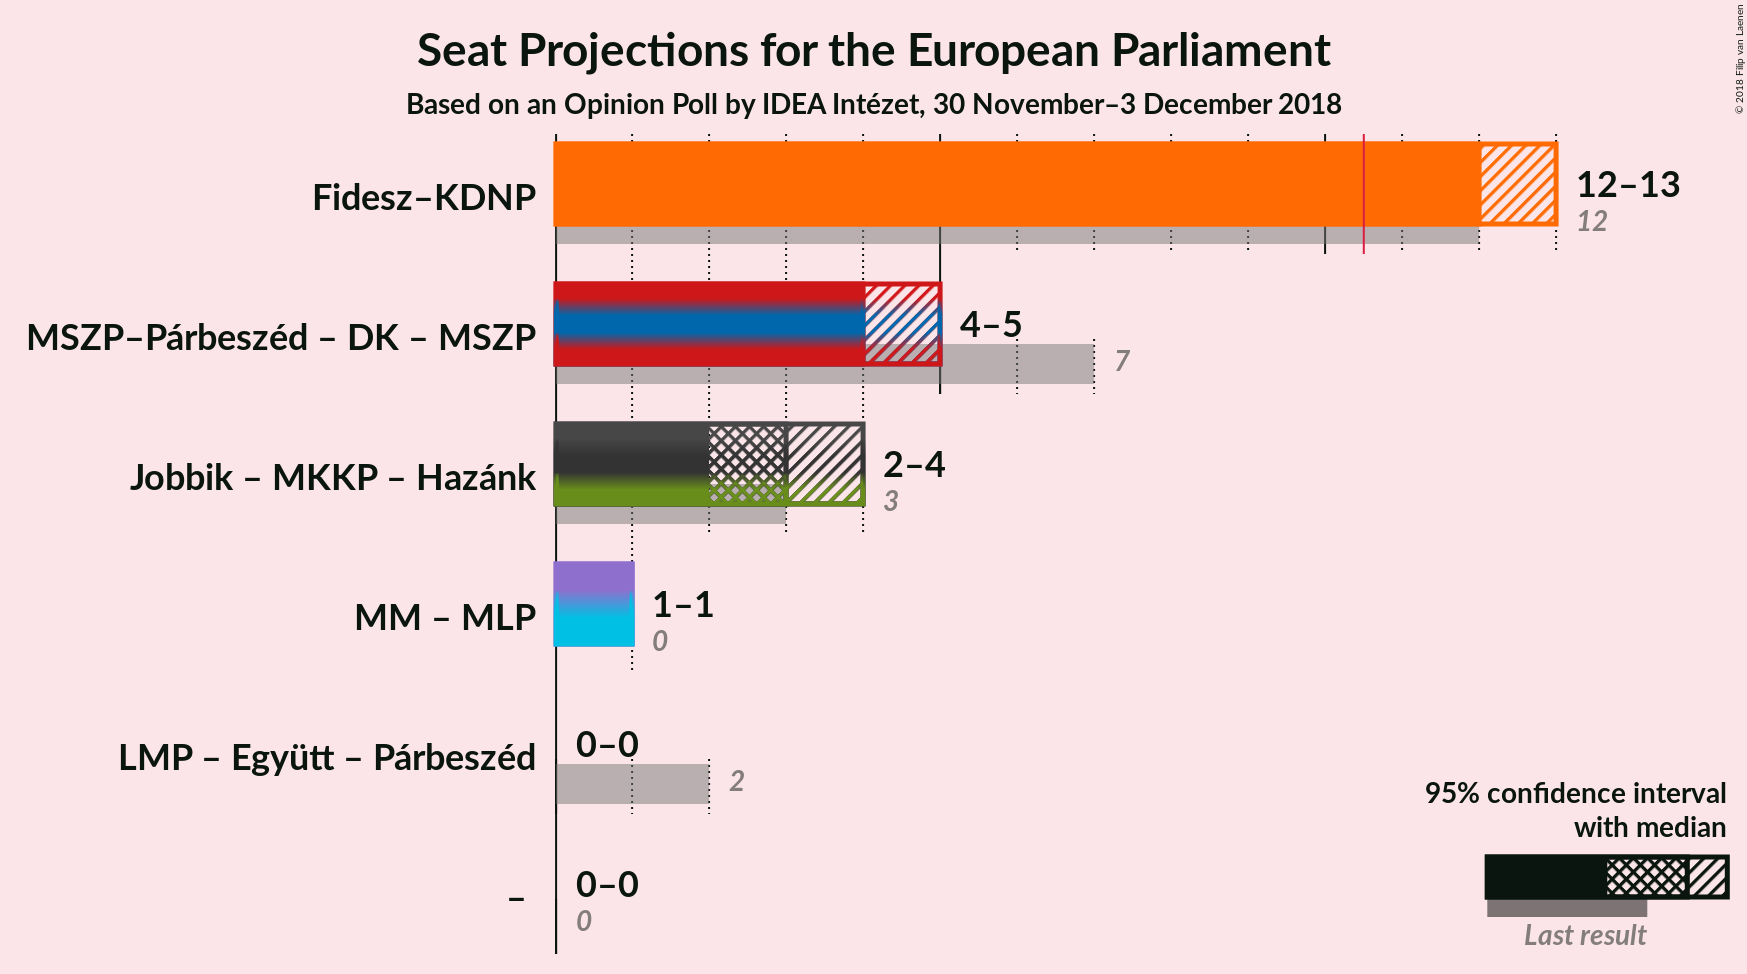 Seat Projections for the European Parliament
Based on an Opinion Poll by IDEA Intézet, 30 November–3 December 2018
© 2018 Filip van Laenen
Fidesz–KDNP
12–13
12
MSZP–Párbeszéd – DK – MSZP
4–5
7
Jobbik – MKKP – Hazánk
2–4
3
MM – MLP
1–1
0
LMP – Együtt – Párbeszéd
0–0
2
–
0–0
0
95% confidence interval
with median
Last result